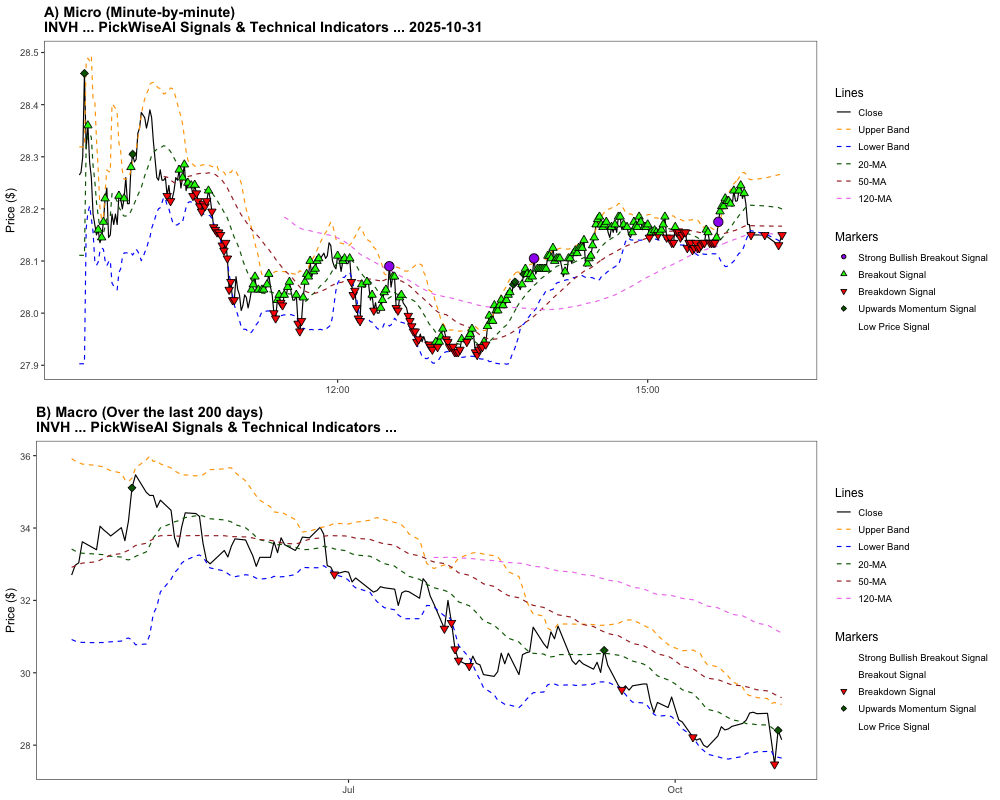 A) Micro (Minute-by-minute)
INVH ... PickWiseAI Signals & Technical Indicators ... 2025-10-31
Price ($)
28.5
28.4
28.3
28.2
28.1
28.0
27.9
12:00
15:00
Lines
Close
Upper Band
Lower Band
20-MA
50-MA
120-MA
Markers
Strong Bullish Breakout Signal
Breakout Signal
Breakdown Signal
Upwards Momentum Signal
Low Price Signal
B) Macro (Over the last 200 days)
INVH ... PickWiseAI Signals & Technical Indicators ...
Price ($)
36
34
32
30
28
Jul
Oct
Lines
Close
Upper Band
Lower Band
20-MA
50-MA
120-MA
Markers
Strong Bullish Breakout Signal
Breakout Signal
Breakdown Signal
Upwards Momentum Signal
Low Price Signal